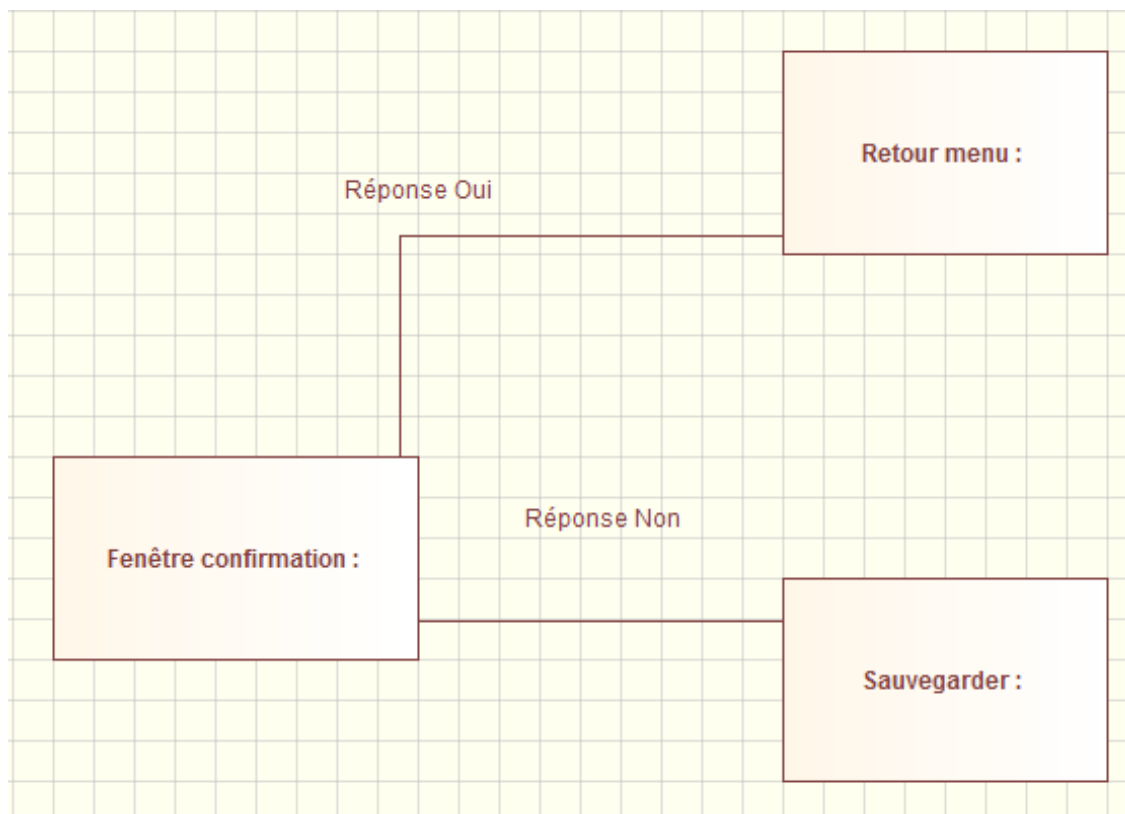 Retour menu :
Réponse Oui
Réponse Non
Fenêtre confirmation :
Sauvegarder :